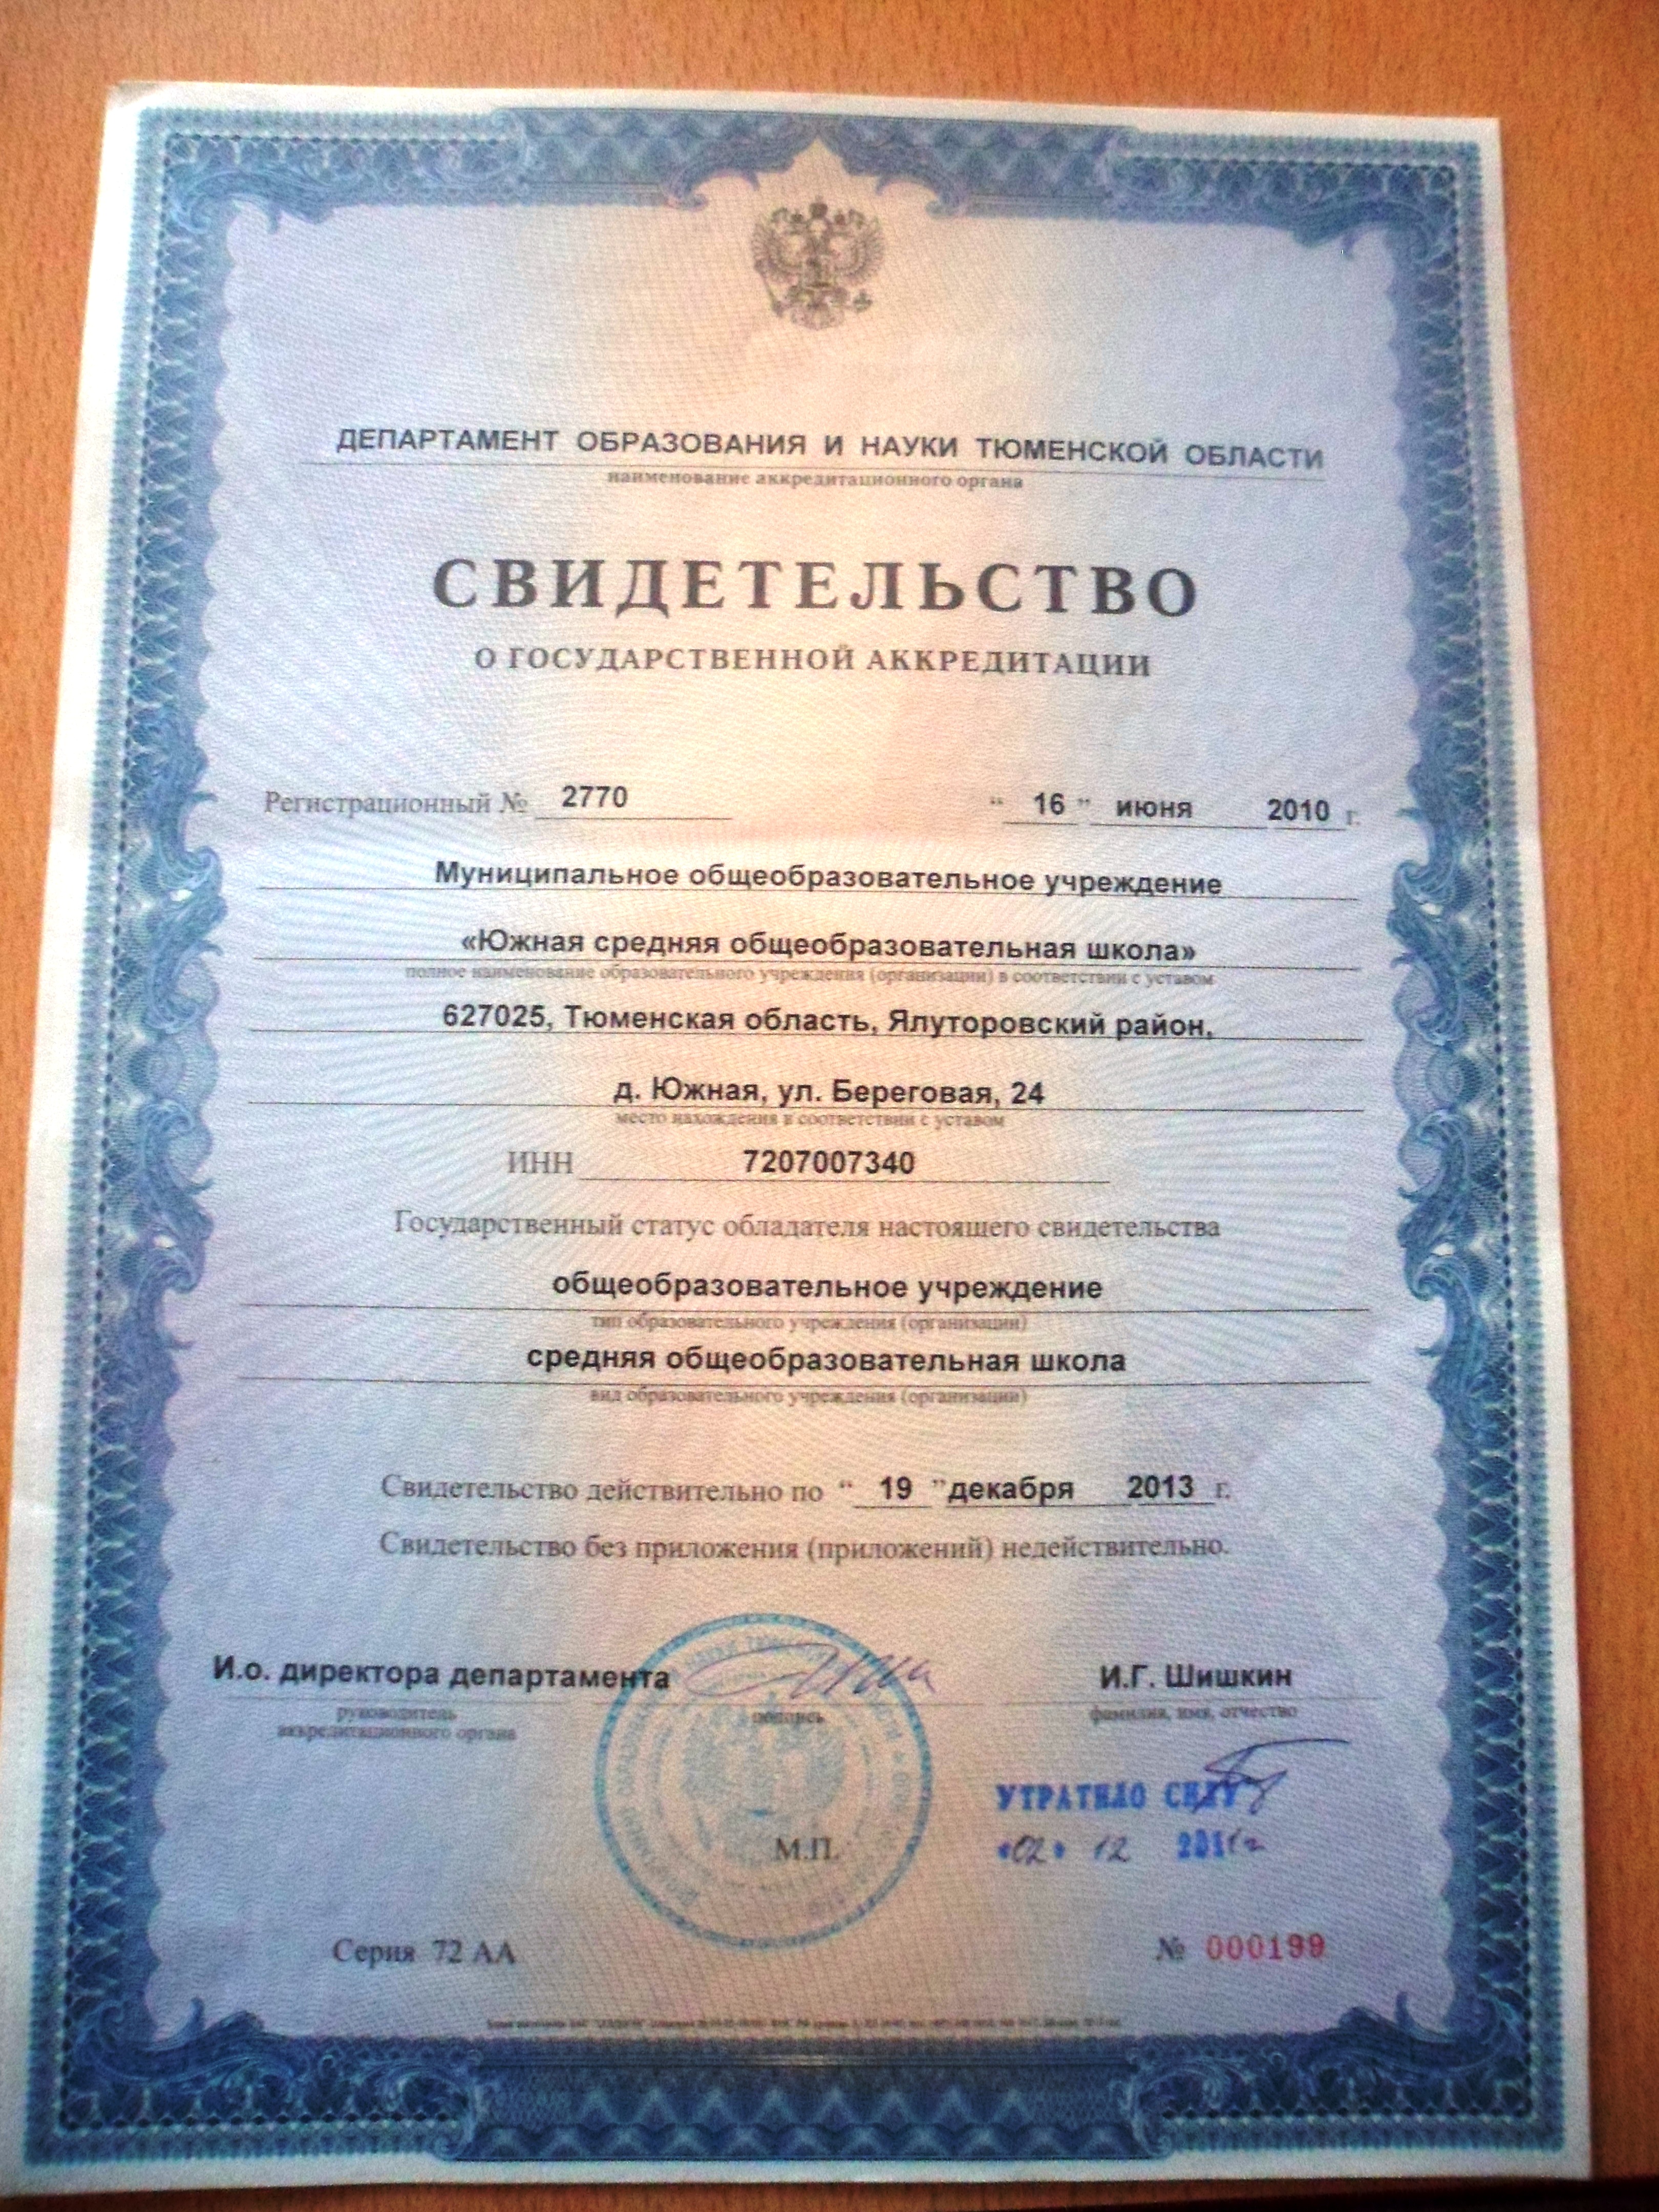 ДЕПАРТАМЕНТ ОБРАЗОВАНИЯ И НАУКИ ТЮМЕНСКОЙ ОБЛАСТИ
наименование аккредитационного органа
СВИДЕТЕЛЬСТВО
О ГОСУДАРСТВЕННОЙ АККРЕДИТАЦИИ
Регистрационный № 2770 “ 16 ” июня 2010 г.
Муниципальное общеобразовательное учреждение
«Южная средняя общеобразовательная школа»
полное наименование образовательного учреждения (организации) в соответствии с уставом
627025, Тюменская область, Ялуторовский район,
д. Южная, ул. Береговая, 24
место нахождения в соответствии с уставом
ИНН 7207007340
Государственный статус обладателя настоящего свидетельства
общеобразовательное учреждение
тип образовательного учреждения (организации)
средняя общеобразовательная школа
вид образовательного учреждения (организации)
Свидетельство действительно по “ 19 ” декабря 2013 г.
Свидетельство без приложения (приложений) недействительно.
И.о. директора департамента И.Г. Шишкин
руководитель подпись фамилия, имя, отчество
аккредитационного органа
УТРАТИЛО СИЛУ
«02» 12 2011г
М.П.
Серия 72 АА № 000199